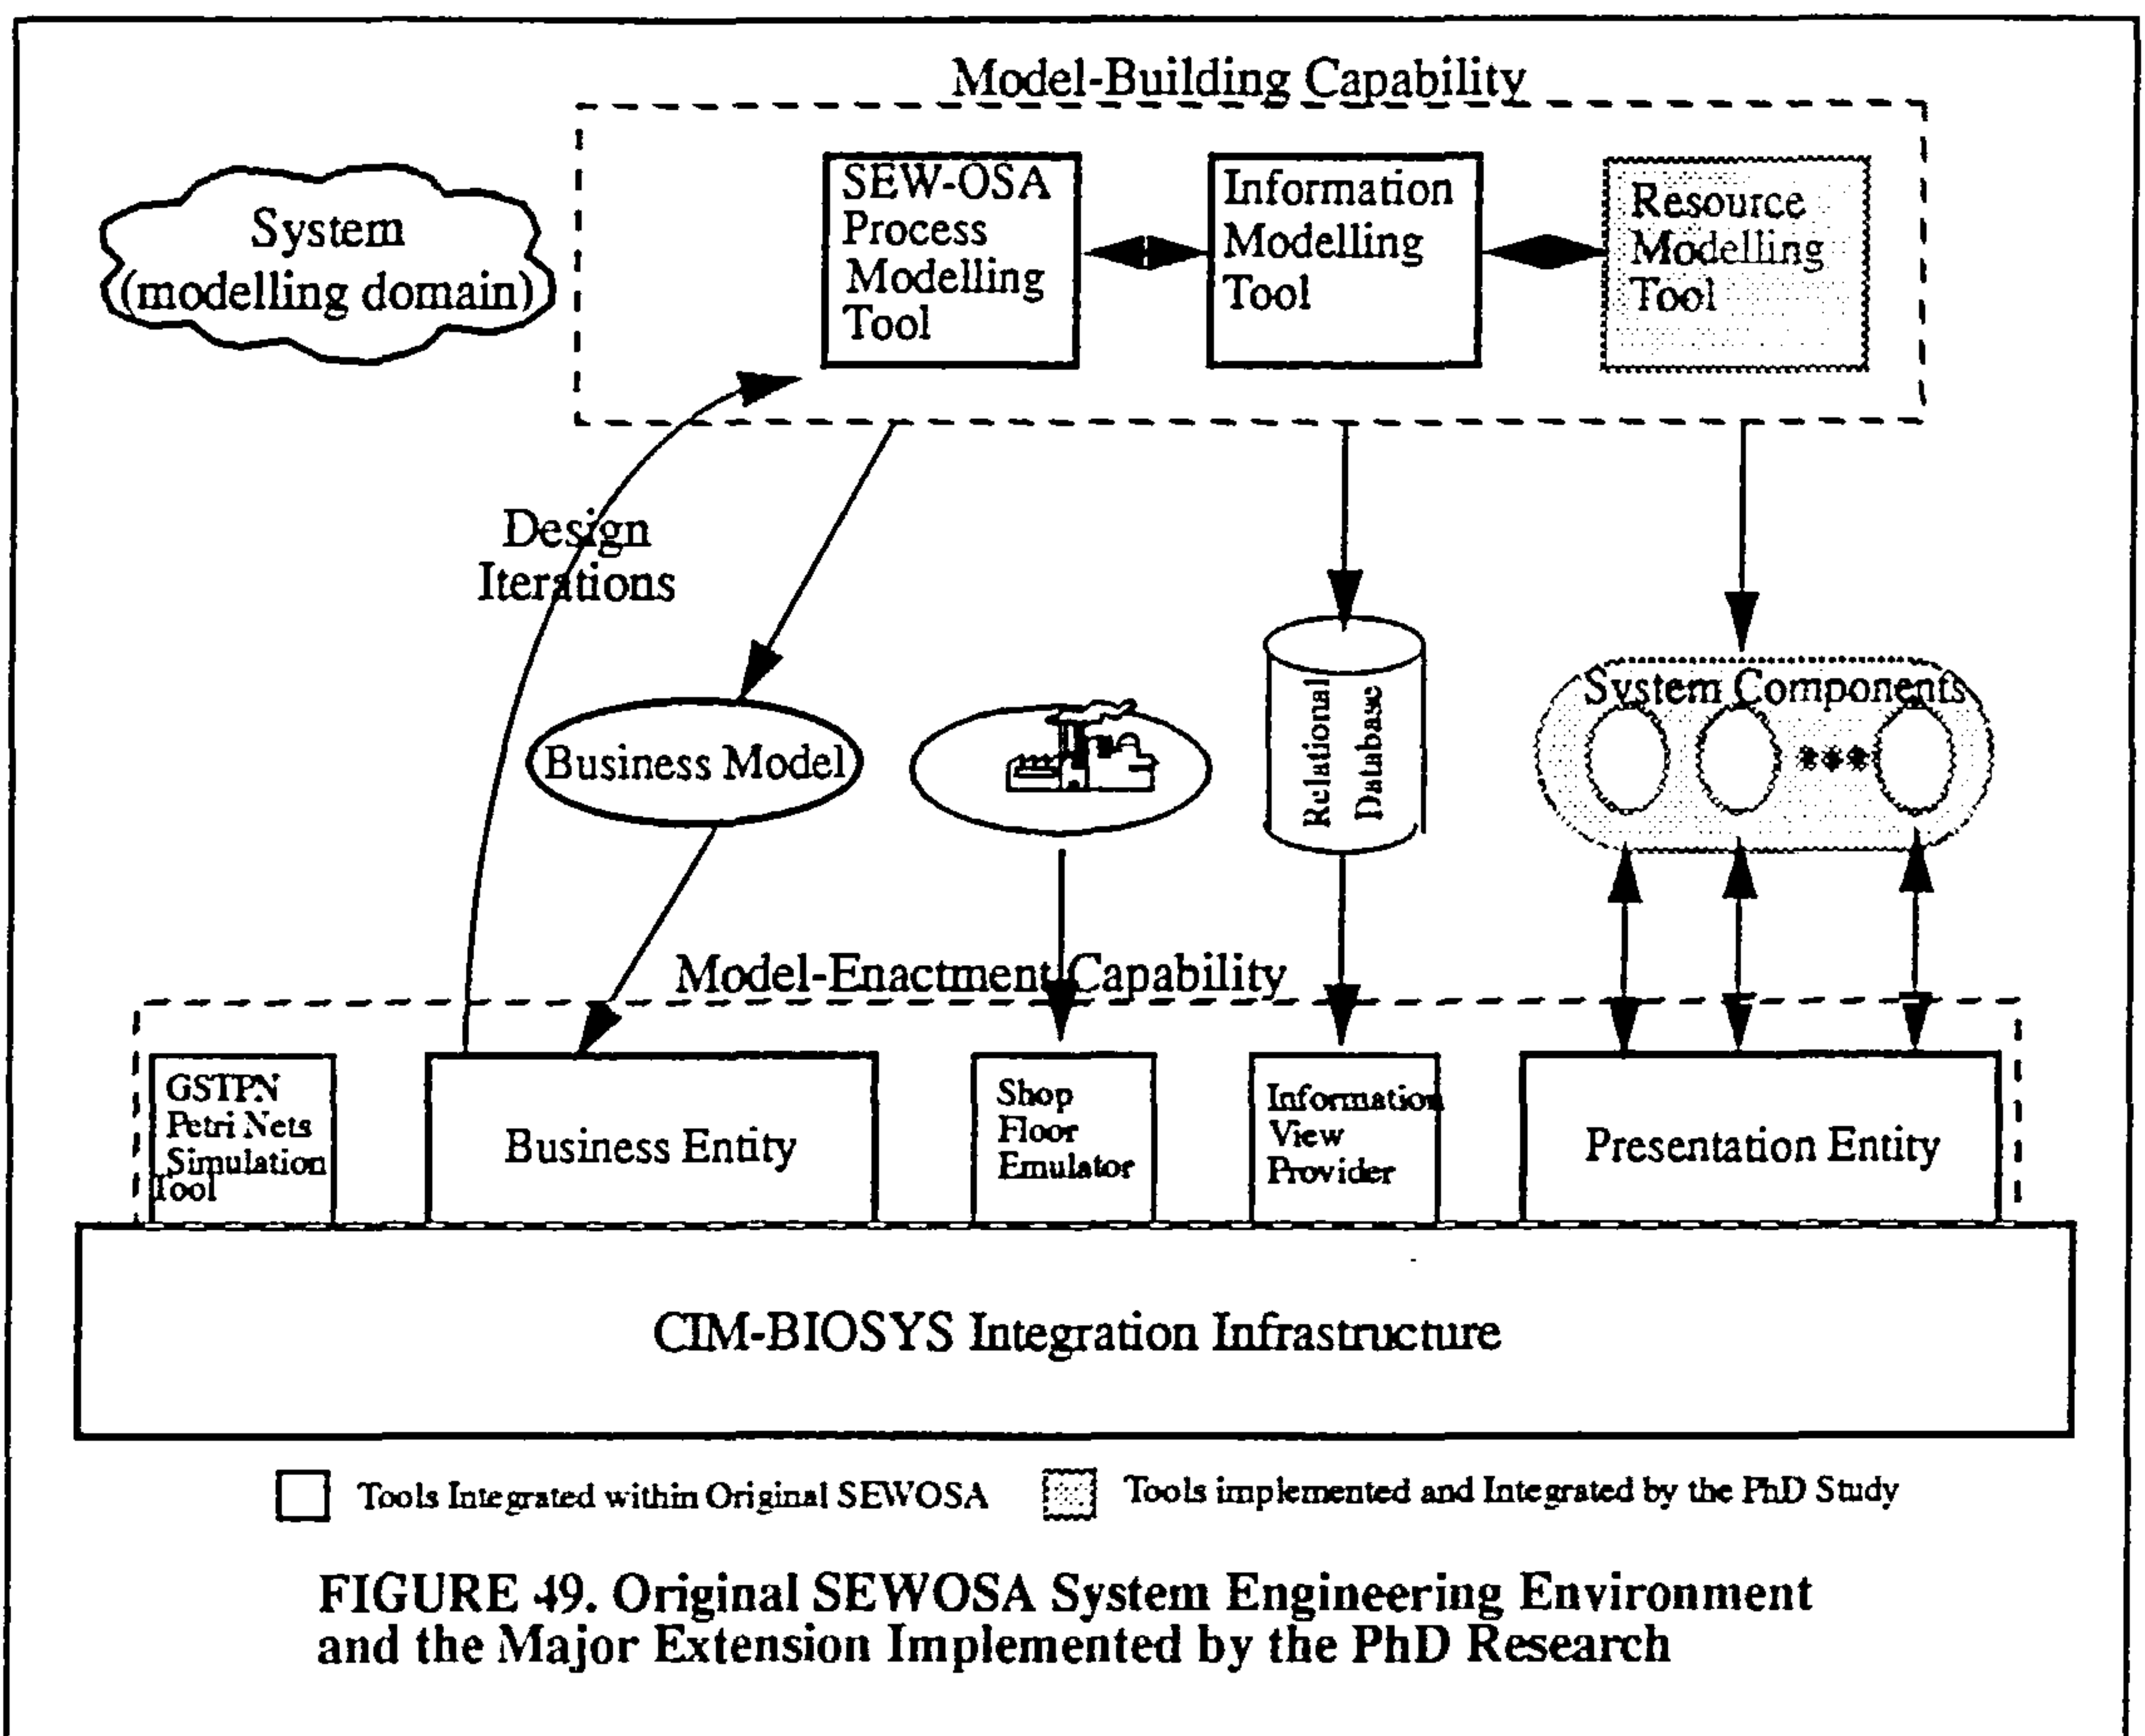 Model-Building Capability
System
(modelling domain)
SEW-OSA
Process
Modelling
Tool
Information
Modelling
Tool
Resource
Modelling
Tool
Design
Iterations
Business Model
Relational
Database
System Components
Model-Enactment Capability
GSTPN
Petri Nets
Simulation
Tool
Business Entity
Shop
Floor
Emulator
Information
View
Provider
Presentation Entity
CIM-BIOSYS Integration Infrastructure
Tools Integrated within Original SEWOSA
Tools implemented and Integrated by the PhD Study
FIGURE 49. Original SEWOSA System Engineering Environment
and the Major Extension Implemented by the PhD Research